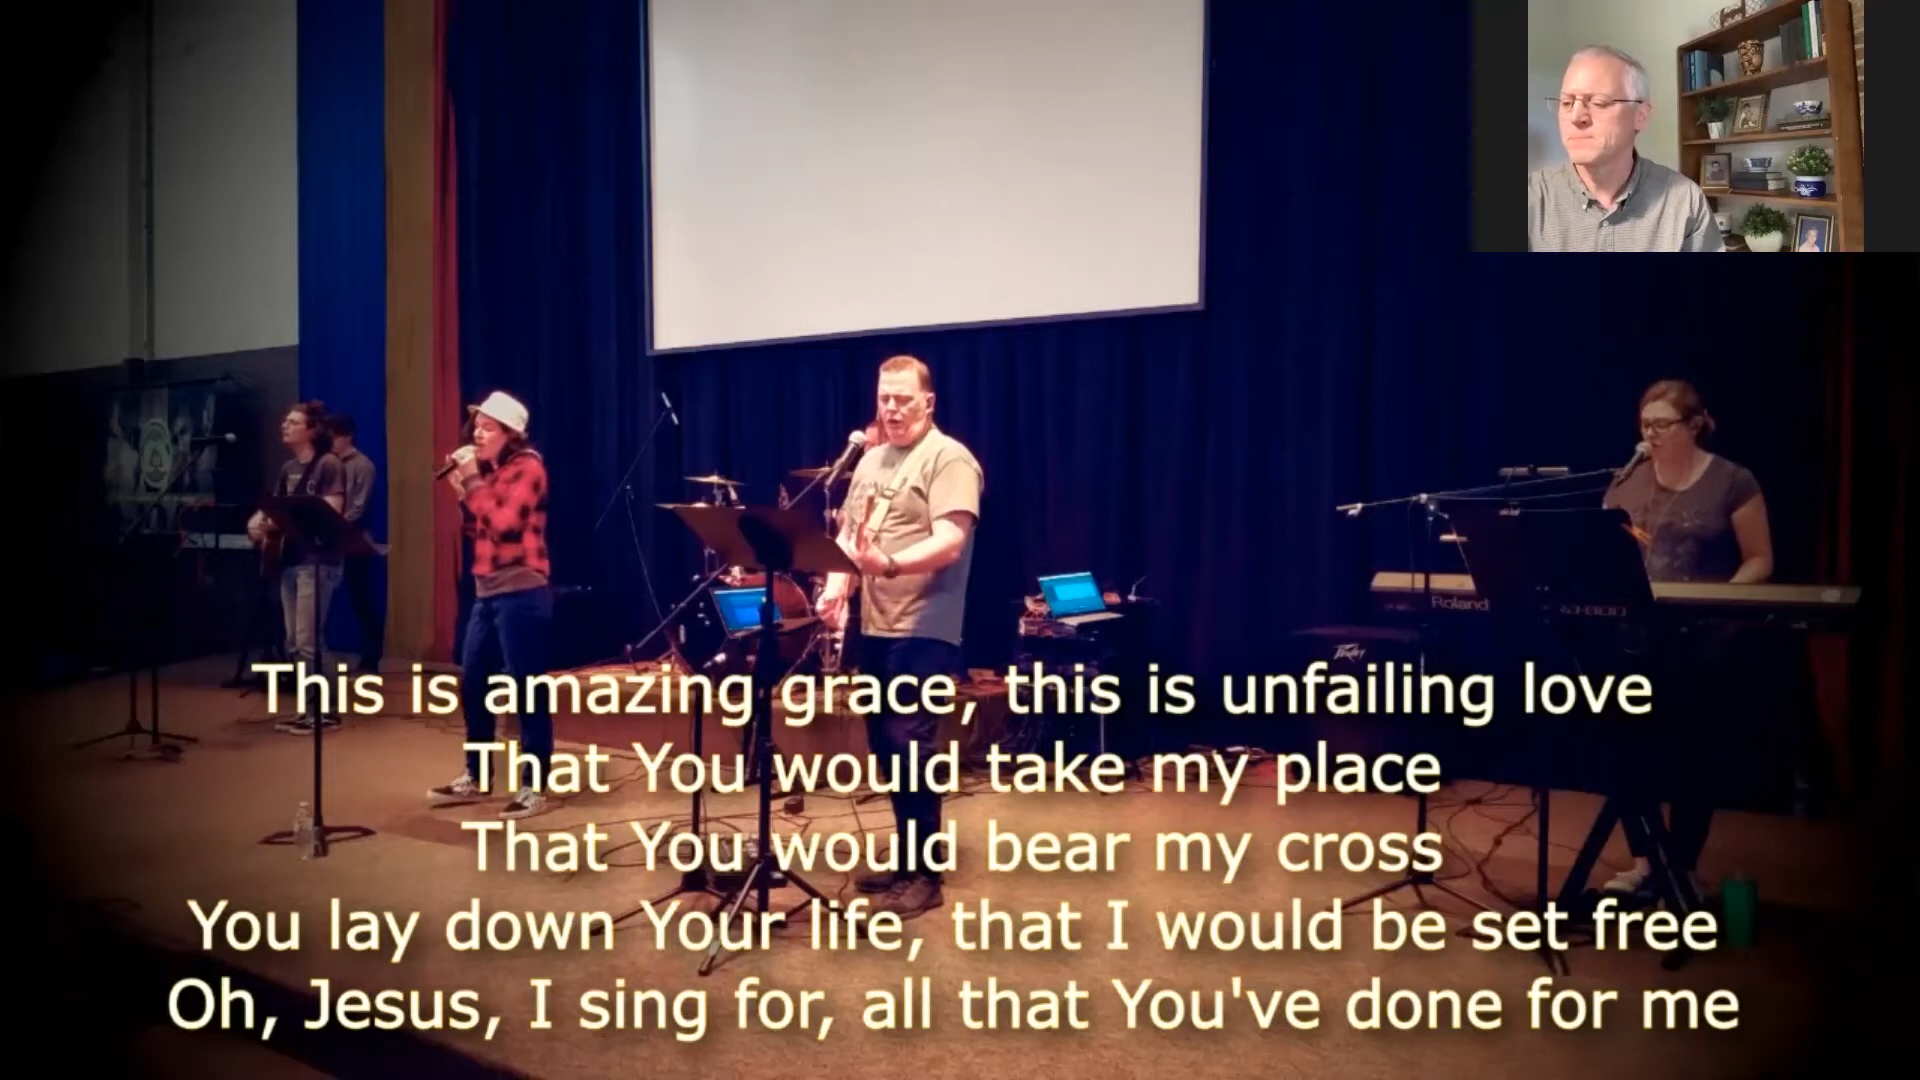 Roland
PEAVEY
This is amazing grace, this is unfailing love
That You would take my place
That You would bear my cross
You lay down Your life, that I would be set free
Oh, Jesus, I sing for, all that You've done for me